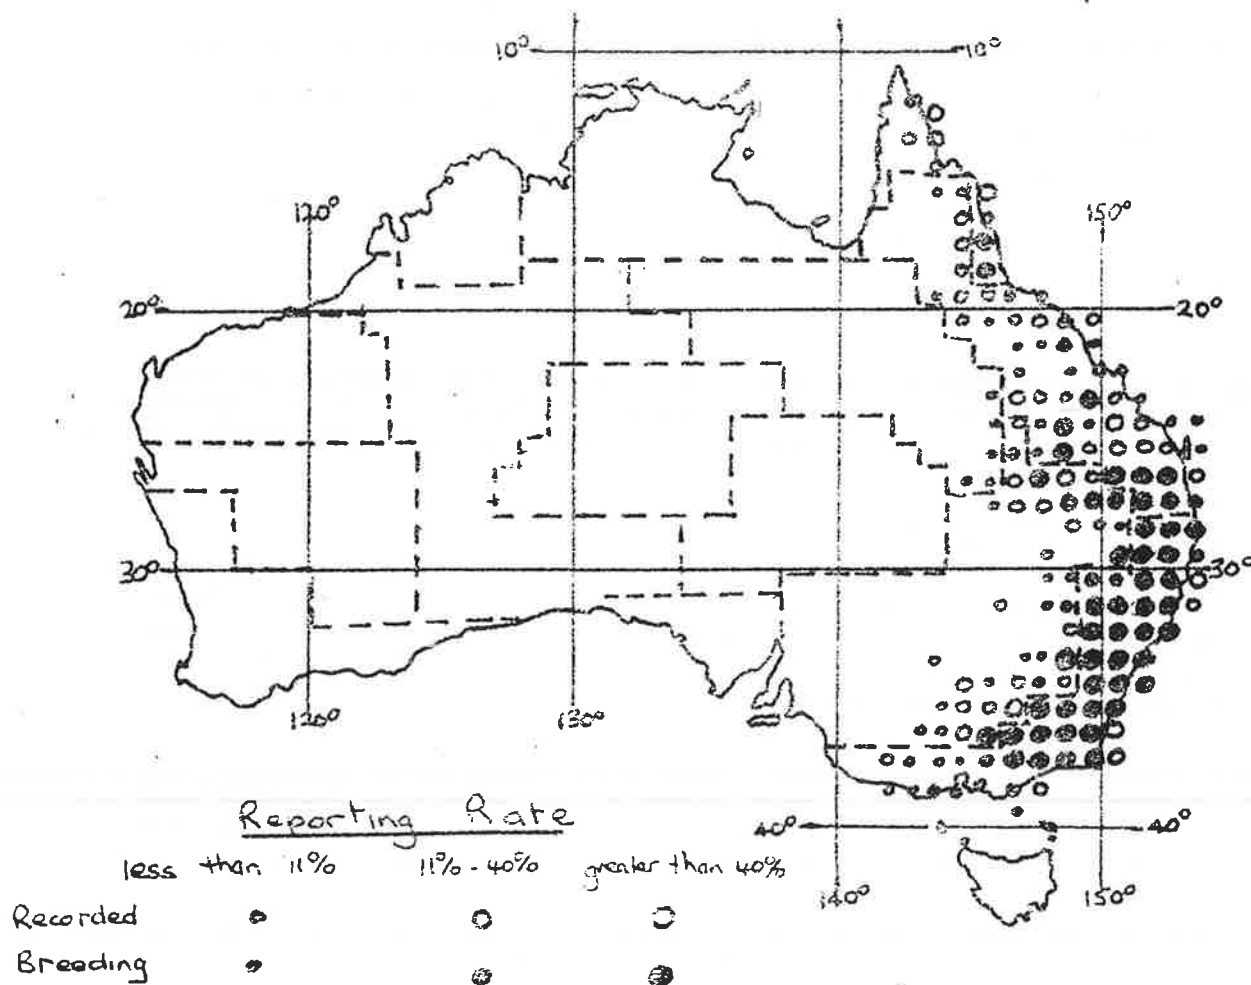 10° 10°
120° 150°
20° 20°
30° 30°
120° 130°
Reporting Rate
40° 40°
less than 11% 11% - 40% greater than 40%
140° 150°
Recorded
Breeding